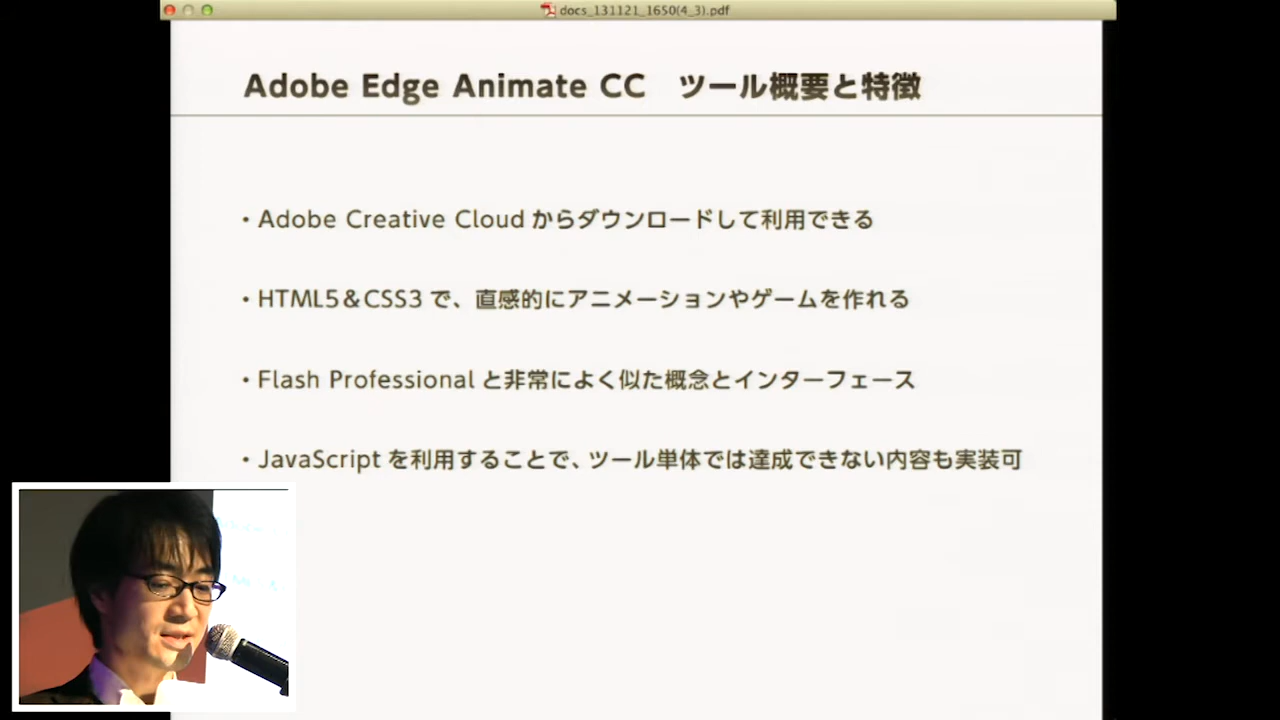 docs_131121_1650(4_3).pdf
Adobe Edge Animate CC　ツール概要と特徴
・Adobe Creative Cloud からダウンロードして利用できる
・HTML5＆CSS3 で、直感的にアニメーションやゲームを作れる
・Flash Professional と非常によく似た概念とインターフェース
・JavaScript を利用することで、ツール単体では達成できない内容も実装可